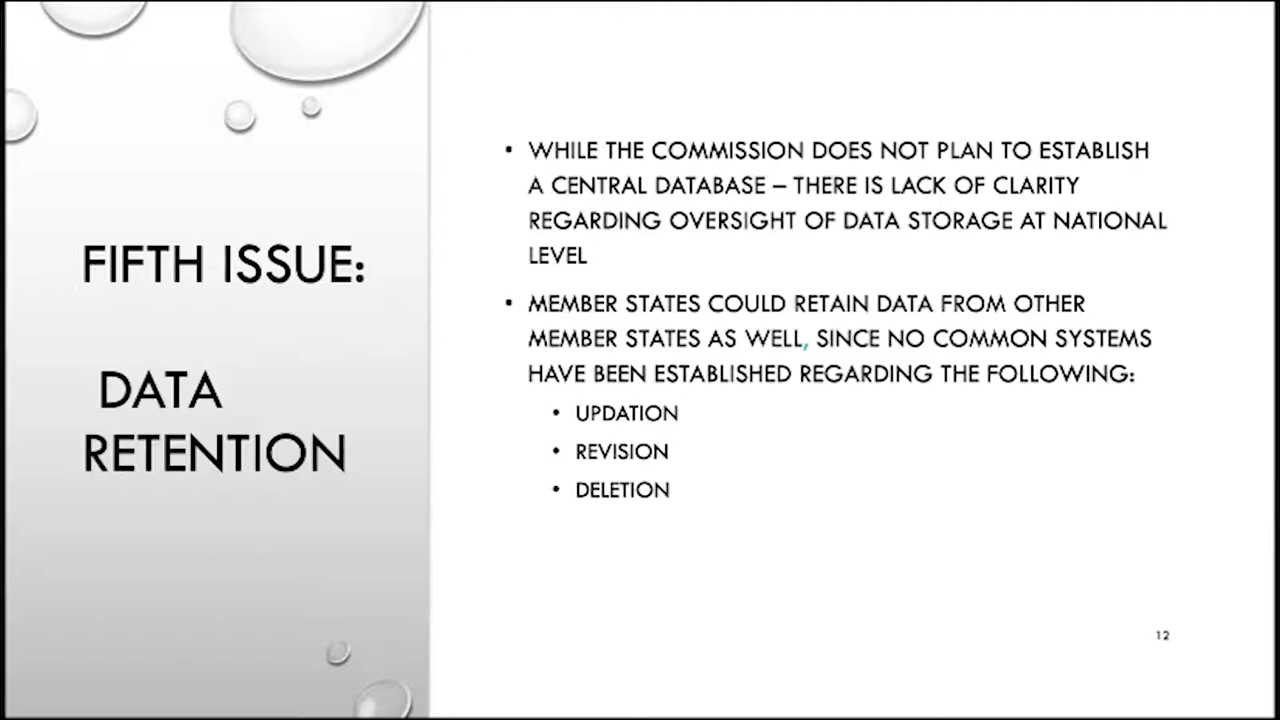 FIFTH ISSUE:
DATA
RETENTION
• WHILE THE COMMISSION DOES NOT PLAN TO ESTABLISH
A CENTRAL DATABASE – THERE IS LACK OF CLARITY
REGARDING OVERSIGHT OF DATA STORAGE AT NATIONAL
LEVEL
• MEMBER STATES COULD RETAIN DATA FROM OTHER
MEMBER STATES AS WELL, SINCE NO COMMON SYSTEMS
HAVE BEEN ESTABLISHED REGARDING THE FOLLOWING:
• UPDATION
• REVISION
• DELETION
12